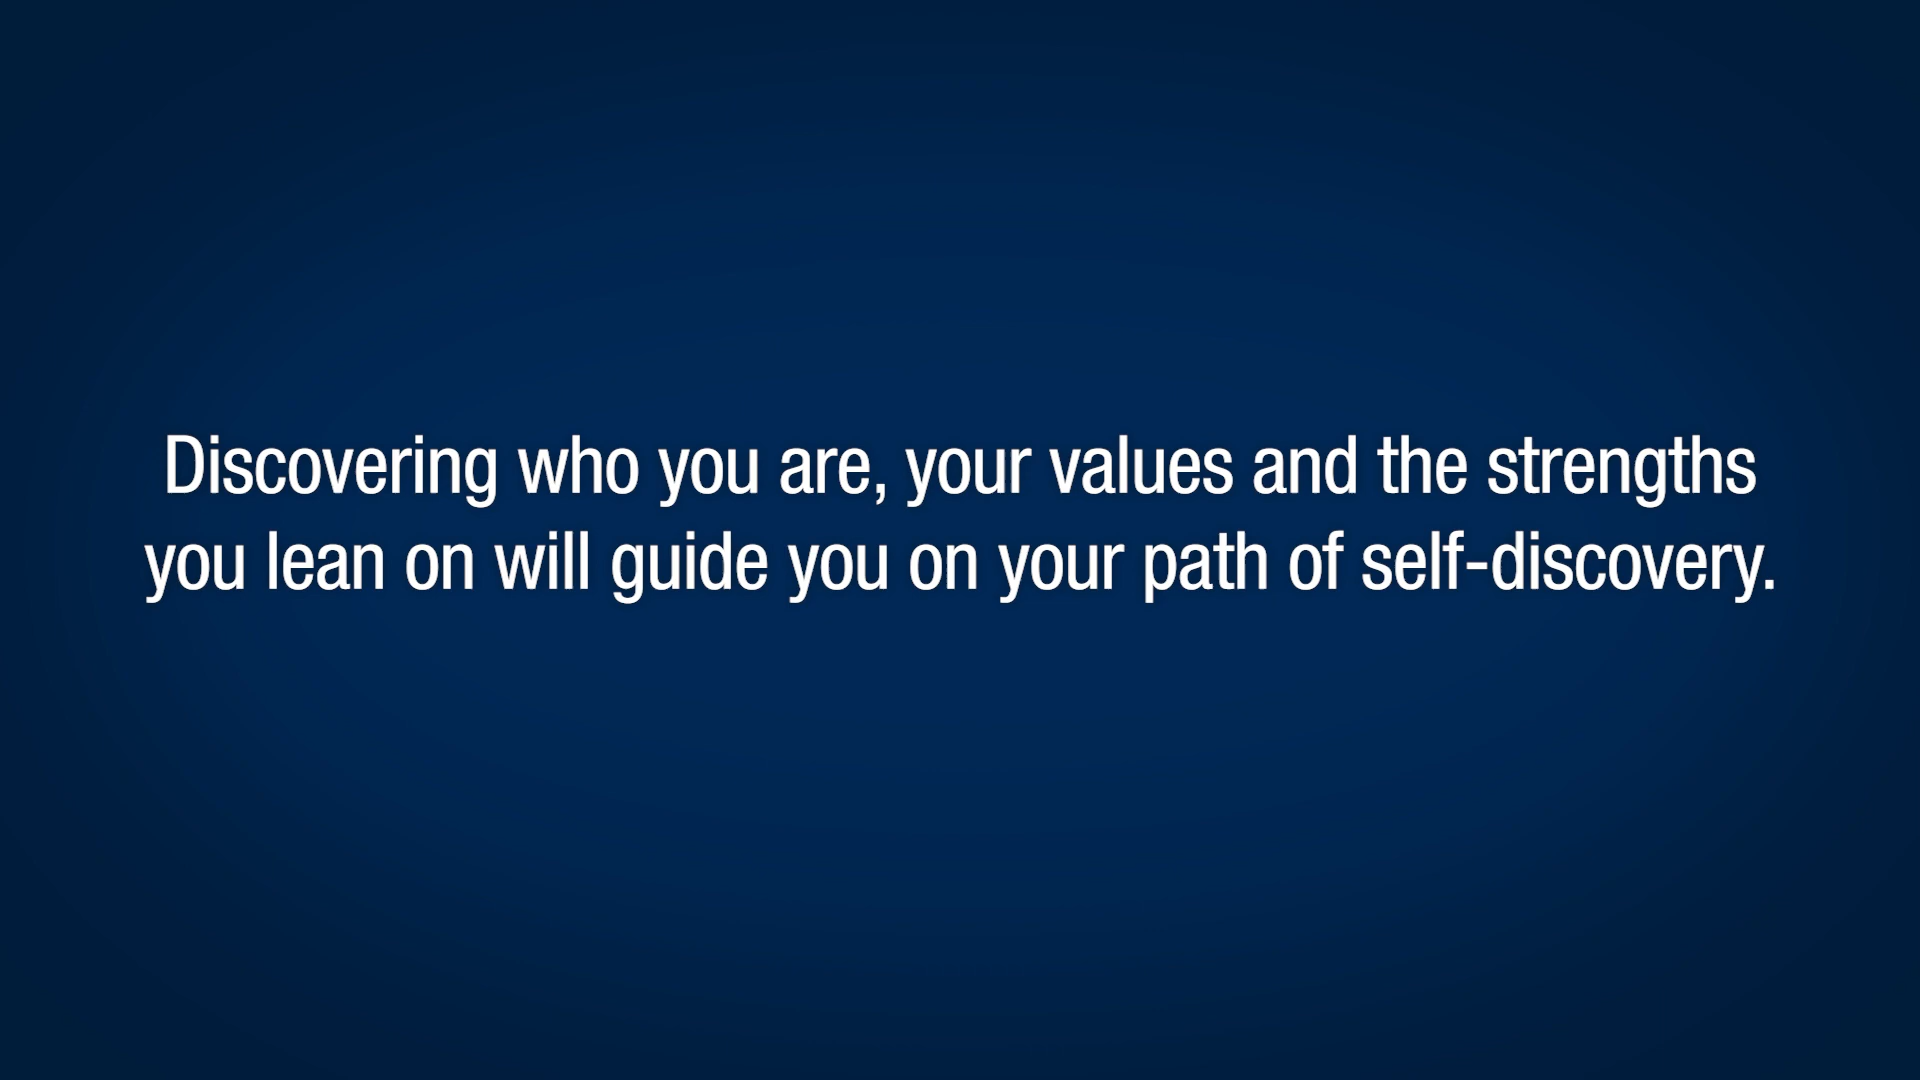 Discovering who you are, your values and the strengths
you lean on will guide you on your path of self-discovery.